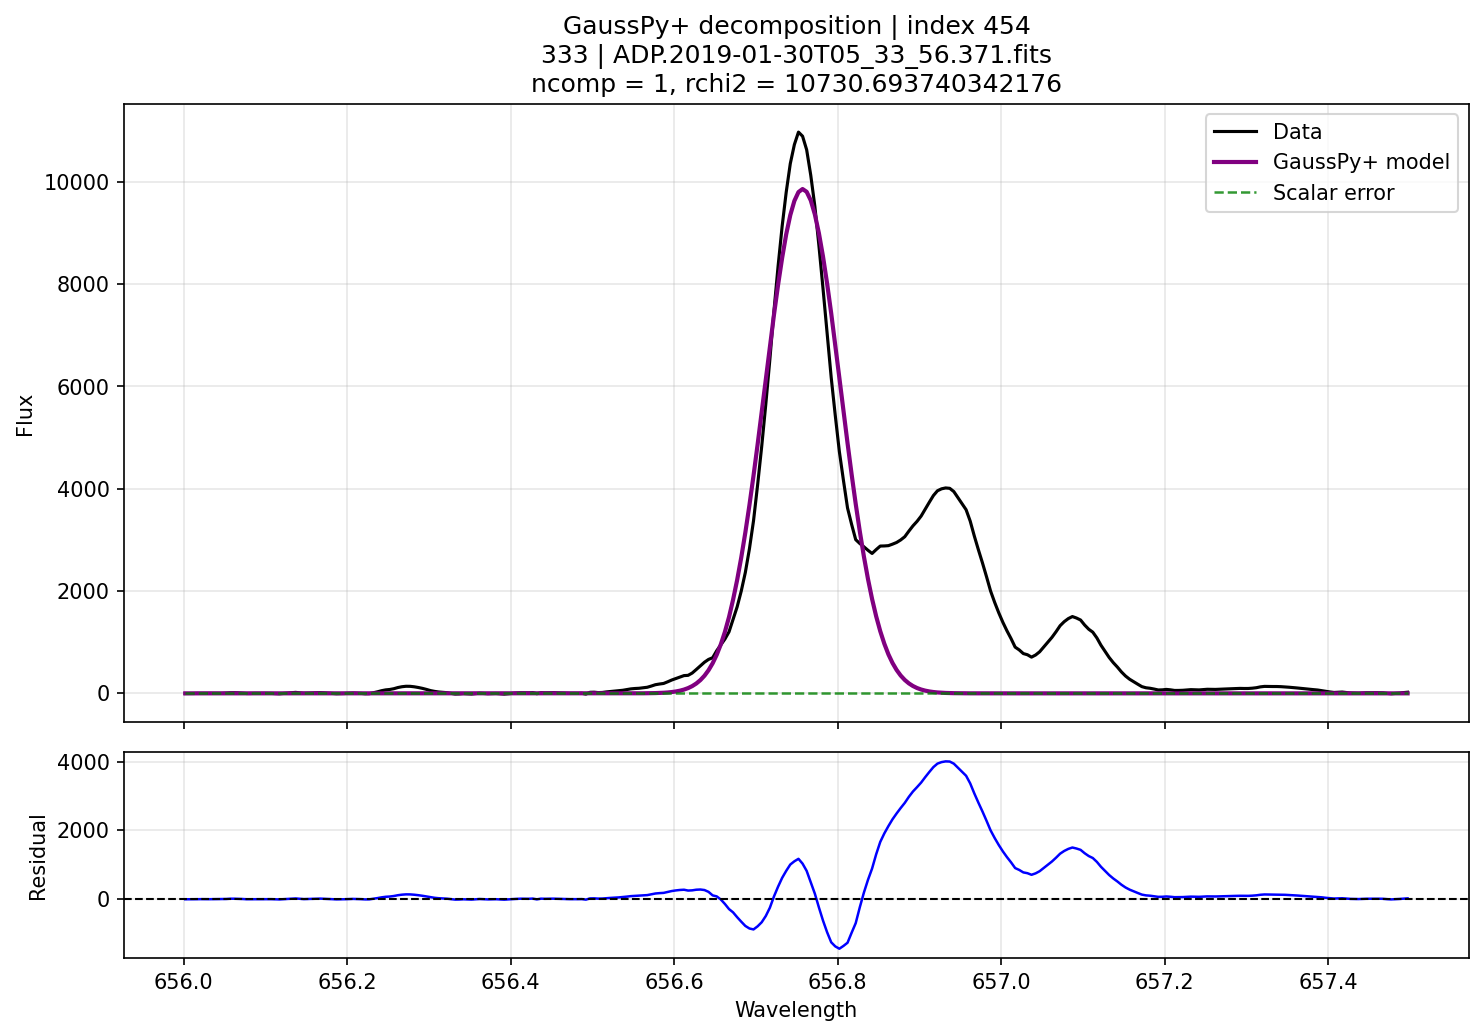 GaussPy+ decomposition | index 454
333 | ADP.2019-01-30T05_33_56.371.fits
ncomp = 1, rchi2 = 10730.693740342176
Data
GaussPy+ model
Scalar error
Flux
10000
8000
6000
4000
2000
0
Residual
4000
2000
0
656.0 656.2 656.4 656.6 656.8 657.0 657.2 657.4
Wavelength